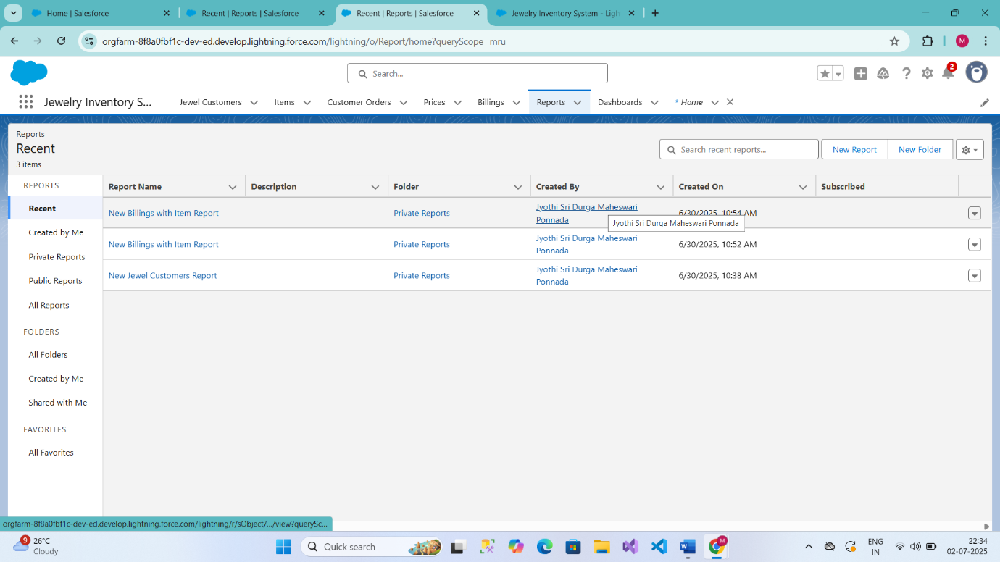 Home | Salesforce
Recent | Reports | Salesforce
Recent | Reports | Salesforce
Jewelry Inventory System - Ligh
orgfarm-8f8a0fbf1c-dev-ed.develop.lightning.force.com/lightning/o/Report/home?queryScope=mru
M
Search...
2
Jewelry Inventory S...
Jewel Customers
Items
Customer Orders
Prices
Billings
Reports
Dashboards
* Home
Reports
Recent
3 items
Search recent reports...
New Report
New Folder
REPORTS
Recent
Created by Me
Private Reports
Public Reports
All Reports
FOLDERS
All Folders
Created by Me
Shared with Me
FAVORITES
All Favorites
Report Name
Description
Folder
Created By
Created On
Subscribed
New Billings with Item Report
Private Reports
Jyothi Sri Durga Maheswari
Ponnada
6/30/2025, 10:54 AM
Jyothi Sri Durga Maheswari Ponnada
New Billings with Item Report
Private Reports
Jyothi Sri Durga Maheswari
Ponnada
6/30/2025, 10:52 AM
New Jewel Customers Report
Private Reports
Jyothi Sri Durga Maheswari
Ponnada
6/30/2025, 10:38 AM
orgfarm-8f8a0fbf1c-dev-ed.develop.lightning.force.com/lightning/r/sObject/.../view?querySc...
9
26°C
Cloudy
Quick search
M
ENG
IN
22:34
02-07-2025